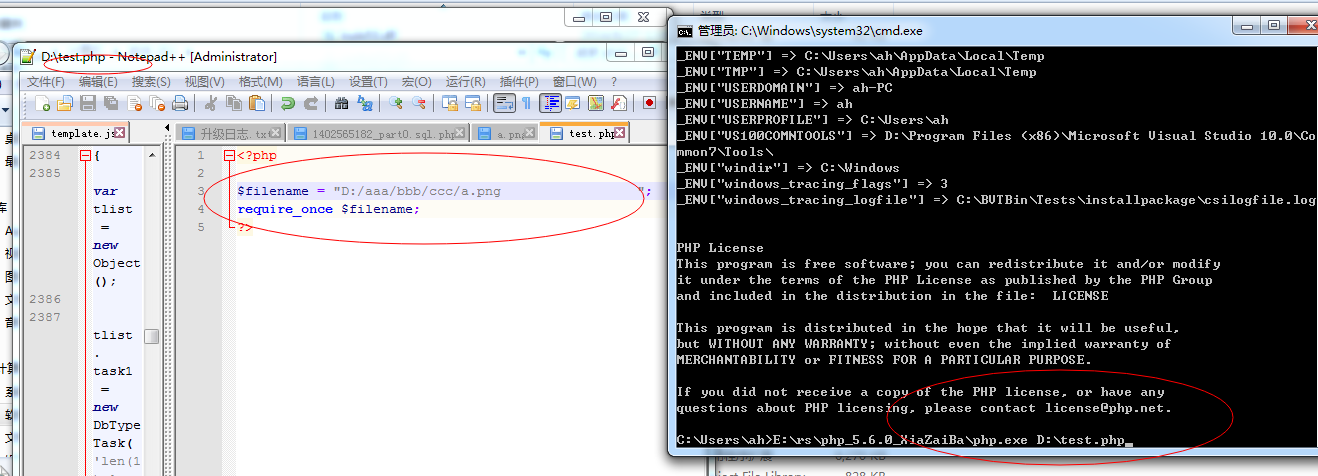 D:\test.php - Notepad++ [Administrator]
文件(F) 编辑(E) 搜索(S) 视图(V) 格式(M) 语言(L) 设置(T) 宏(O) 运行(R) 插件(P) 窗口(W) ?
template.js 升级日志.txt 1402565182_part0.sql.php a.png test.php
2384 {
2385
var
tlist
=
new
Object
();
2386
2387
tlist
.
task1
=
new
DbType
Task(
'len(1
1 <?php
2
3 $filename = "D:/aaa/bbb/ccc/a.png                 ";
4 require_once $filename;
5 ?>
管理员: C:\Windows\system32\cmd.exe
_ENV["TEMP"] => C:\Users\ah\AppData\Local\Temp
_ENV["TMP"] => C:\Users\ah\AppData\Local\Temp
_ENV["USERDOMAIN"] => ah-PC
_ENV["USERNAME"] => ah
_ENV["USERPROFILE"] => C:\Users\ah
_ENV["VS100COMNTOOLS"] => D:\Program Files (x86)\Microsoft Visual Studio 10.0\Co
mmon7\Tools\
_ENV["windir"] => C:\Windows
_ENV["windows_tracing_flags"] => 3
_ENV["windows_tracing_logfile"] => C:\BVTBin\Tests\installpackage\csilogfile.log
PHP License
This program is free software; you can redistribute it and/or modify
it under the terms of the PHP License as published by the PHP Group
and included in the distribution in the file:  LICENSE
This program is distributed in the hope that it will be useful,
but WITHOUT ANY WARRANTY; without even the implied warranty of
MERCHANTABILITY or FITNESS FOR A PARTICULAR PURPOSE.
If you did not receive a copy of the PHP license, or have any
questions about PHP licensing, please contact license@php.net.
C:\Users\ah>E:\rs\php_5.6.0_XiaZaiBa\php.exe D:\test.php